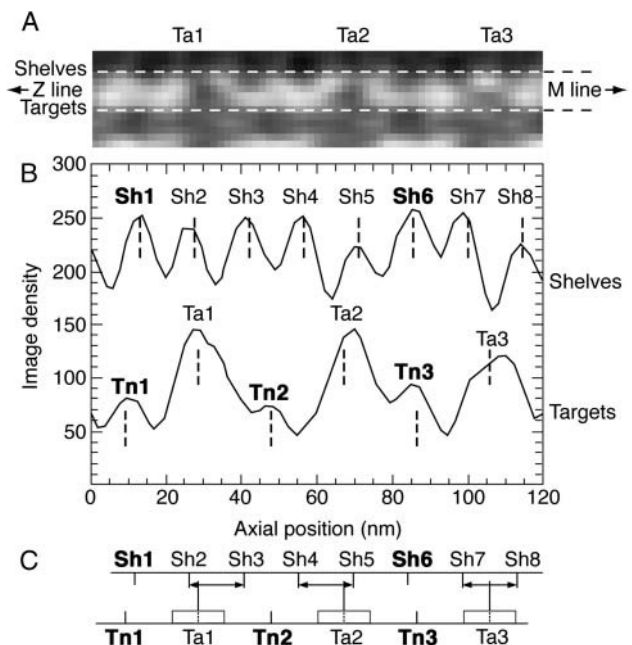 A
Ta1 Ta2 Ta3
Shelves
Z line M line
Targets
B
300
250
200
150
100
50
Image density
Sh1 Sh2 Sh3 Sh4 Sh5 Sh6 Sh7 Sh8
Shelves
Ta1 Ta2 Ta3
Tn1 Tn2 Tn3
Targets
0 20 40 60 80 100 120
Axial position (nm)
C
Sh1 Sh2 Sh3 Sh4 Sh5 Sh6 Sh7 Sh8
Tn1 Ta1 Tn2 Ta2 Tn3 Ta3